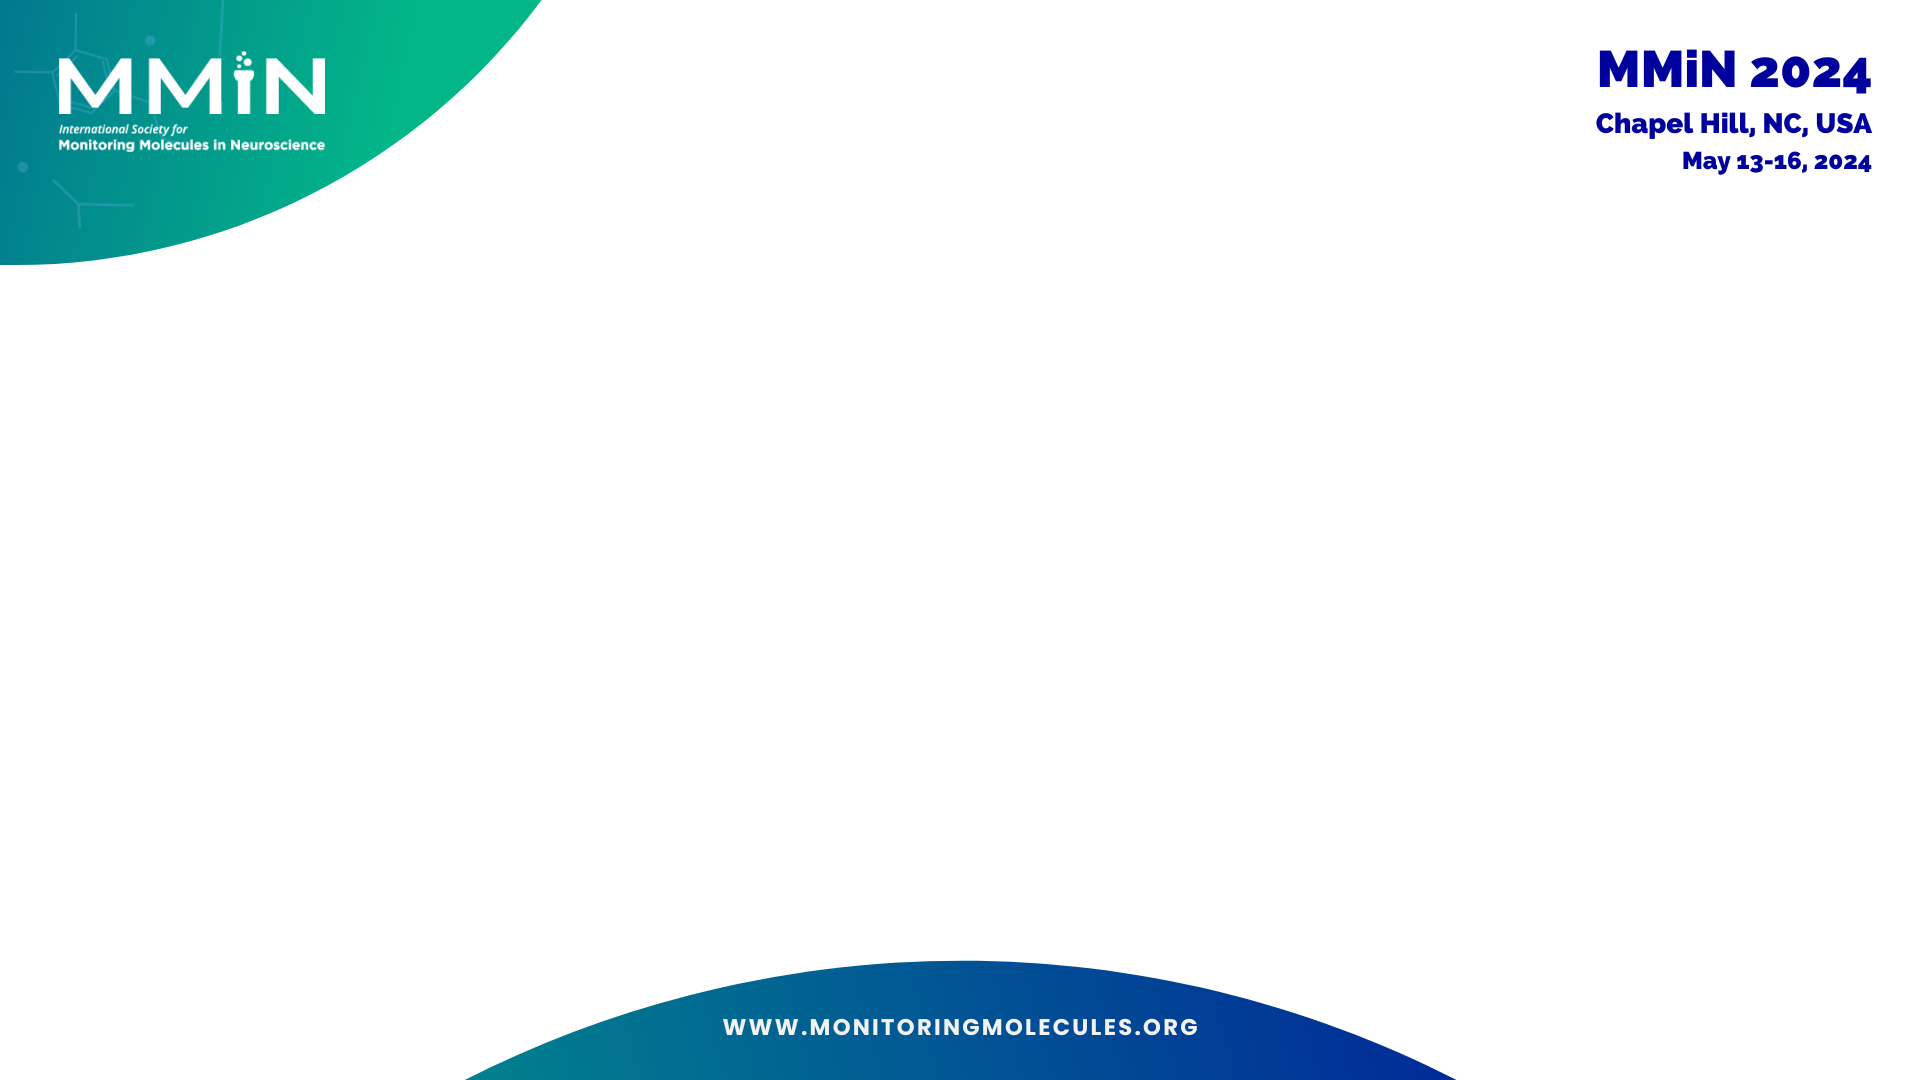 MMiN
International Society for
Monitoring Molecules in Neuroscience
MMiN 2024
Chapel Hill, NC, USA
May 13-16, 2024
WWW.MONITORINGMOLECULES.ORG